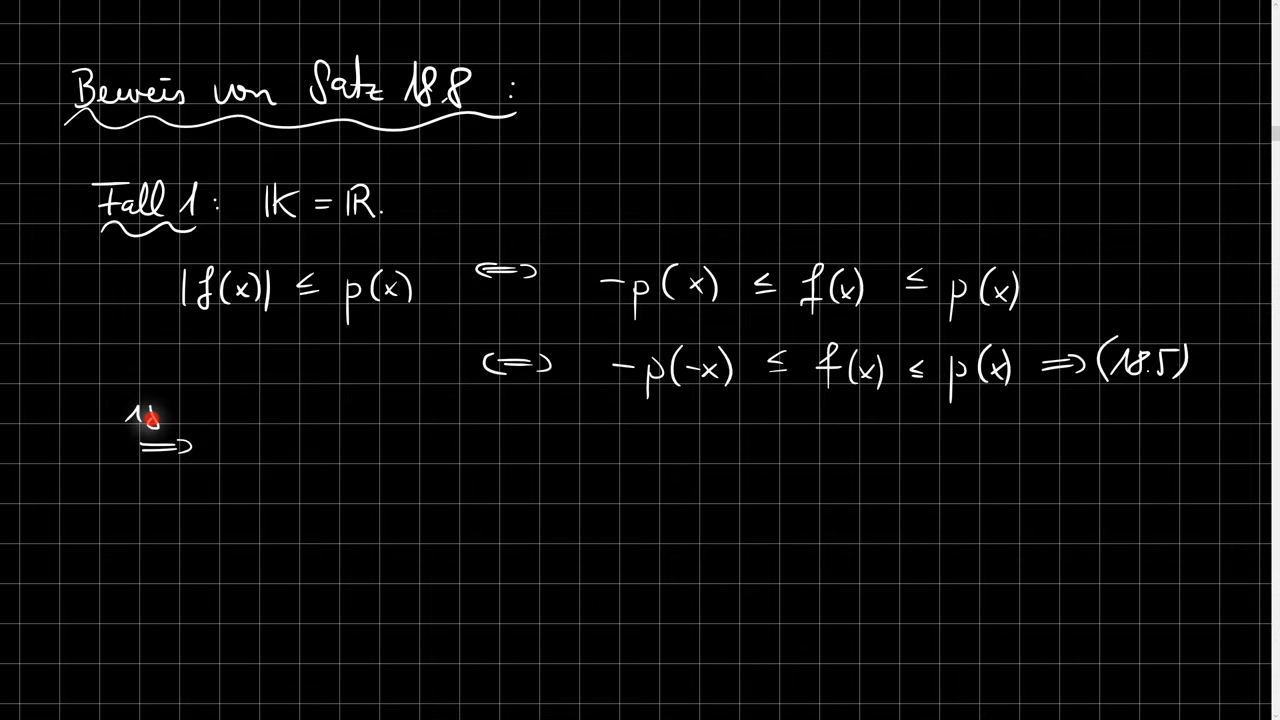 Beweis von Satz 18.8 :
Fall 1 : K = ℝ.
|f(x)| ≤ p(x) ⟺ -p(x) ≤ f(x) ≤ p(x)
⟺ -p(-x) ≤ f(x) ≤ p(x) ⟹ (18.5)
⟹